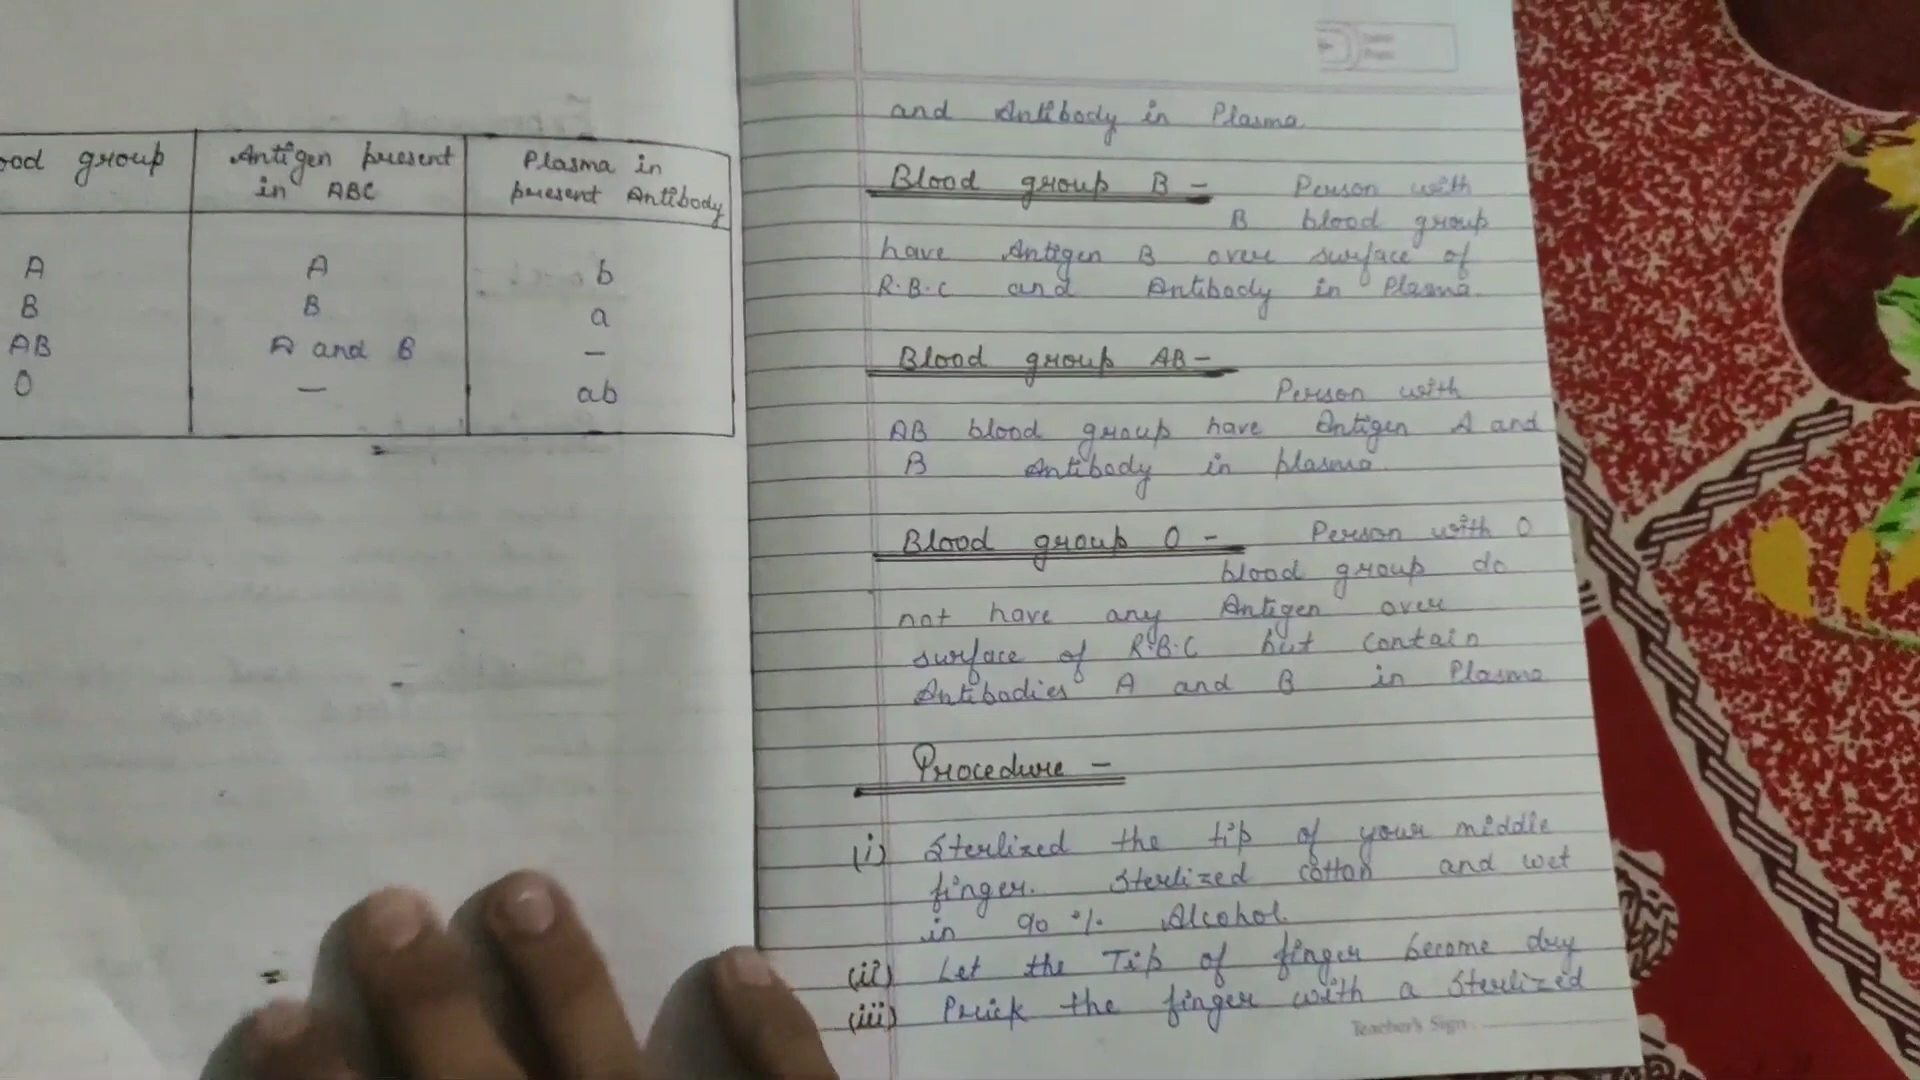 ood group
Antigen present
in ABC
Plasma in
present Antibody
A
A
b
B
B
a
AB
A and B
—
O
—
ab
and Antibody in Plasma
Blood group B - Person with
B blood group
have Antigen B over surface of
R.B.C and Antibody in Plasma
Blood group AB -
Person with
AB blood group have Antigen A and
B Antibody in plasma.
Blood group O - Person with O
blood group do
not have any Antigen over
surface of R.B.C but contain
Antibodies A and B in Plasma
Procedure -
(i) Sterlized the tip of your middle
finger. Sterlized cotton and wet
in 90 % Alcohol.
(ii) Let the Tip of finger become dry
(iii) Prick the finger with a Sterlized
Teacher's Sign